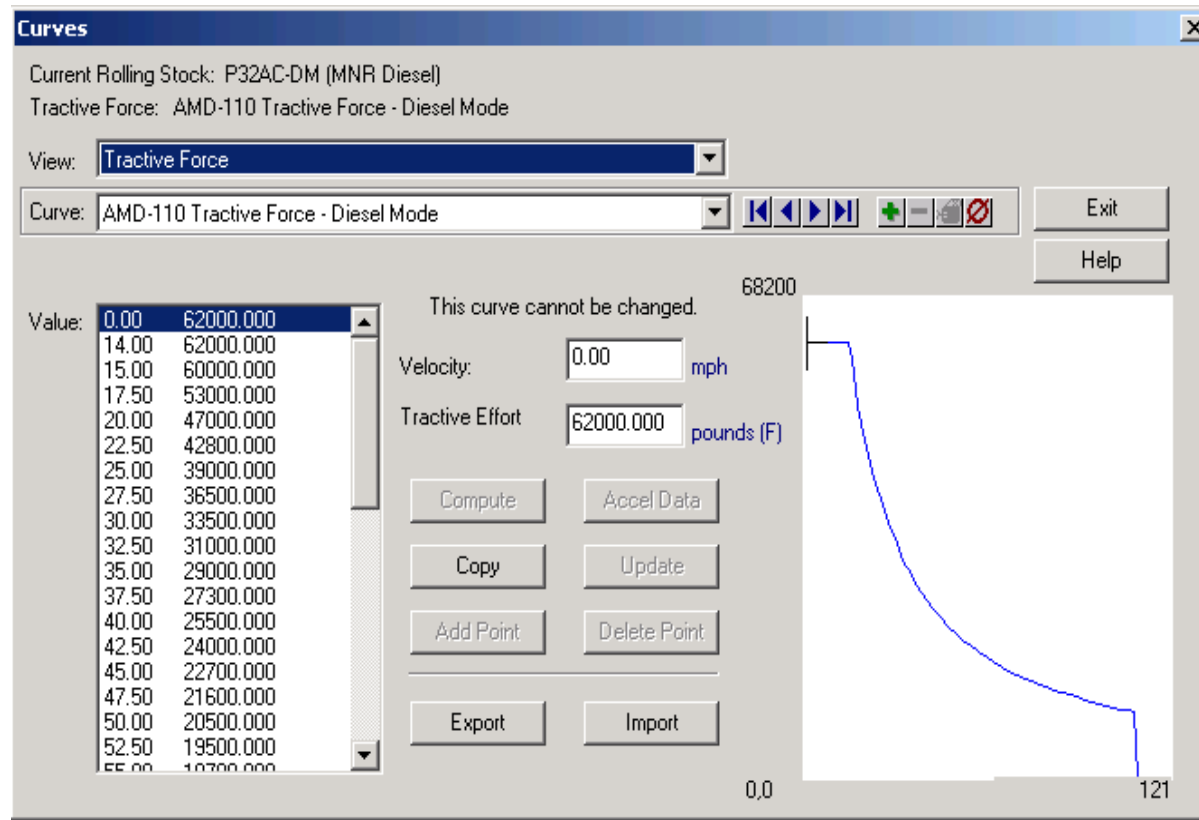 Curves
Current Rolling Stock: P32AC-DM (MNR Diesel)
Tractive Force: AMD-110 Tractive Force - Diesel Mode
View: Tractive Force
Curve: AMD-110 Tractive Force - Diesel Mode
Exit
Help
Value:
0.00 62000.000
14.00 62000.000
15.00 60000.000
17.50 53000.000
20.00 47000.000
22.50 42800.000
25.00 39000.000
27.50 36500.000
30.00 33500.000
32.50 31000.000
35.00 29000.000
37.50 27300.000
40.00 25500.000
42.50 24000.000
45.00 22700.000
47.50 21600.000
50.00 20500.000
52.50 19500.000
This curve cannot be changed.
Velocity: 0.00 mph
Tractive Effort 62000.000 pounds (F)
Compute Accel Data
Copy Update
Add Point Delete Point
Export Import
68200
0,0 121